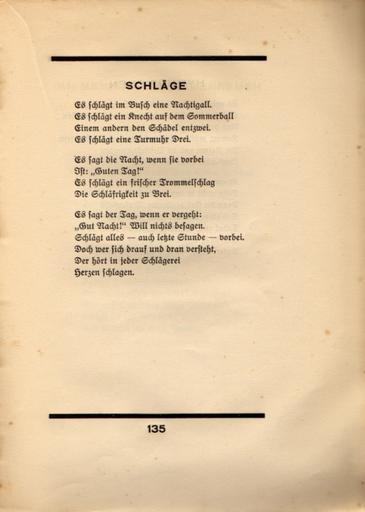 SCHLÄGE
Es schlägt im Busch eine Nachtigall.
Es schlägt ein Knecht auf dem Sommerball
Einem andern den Schädel entzwei.
Es schlägt eine Turmuhr Drei.
Es sagt die Nacht, wenn sie vorbei
Ist: „Guten Tag!“
Es schlägt ein frischer Trommelschlag
Die Schläfrigkeit zu Brei.
Es sagt der Tag, wenn er vergeht:
„Gut Nacht!“ Will nichts besagen.
Schlägt alles — auch letzte Stunde — vorbei.
Doch wer sich drauf und dran versteht,
Der hört in jeder Schlägerei
Herzen schlagen.
135